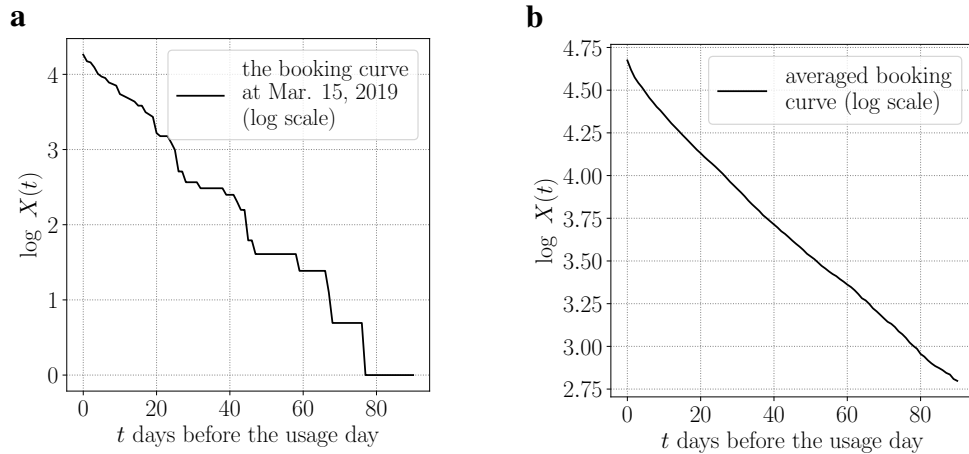 a
the booking curve
at Mar. 15, 2019
(log scale)
4
3
2
1
0
log X(t)
0 20 40 60 80
t days before the usage day
b
averaged booking
curve (log scale)
4.75
4.50
4.25
4.00
3.75
3.50
3.25
3.00
2.75
log X(t)
0 20 40 60 80
t days before the usage day